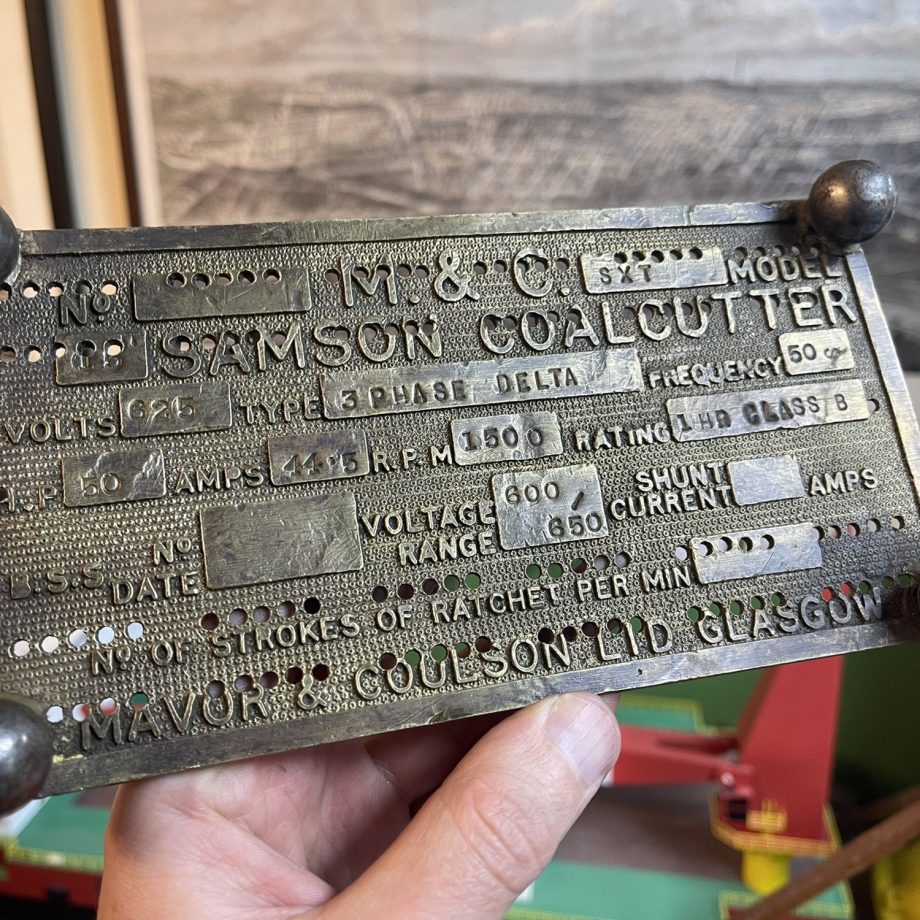 Nº M. & C. SXT MODEL
15 SAMSON COALCUTTER
VOLTS 625 TYPE 3 PHASE DELTA FREQUENCY 50
H.P 50 AMPS 44.5 R.P.M 1500 RATING 1 HR CLASS B
B.S.S Nº DATE VOLTAGE RANGE 600/650 SHUNT CURRENT AMPS
Nº OF STROKES OF RATCHET PER MIN
MAVOR & COULSON LTD GLASGOW